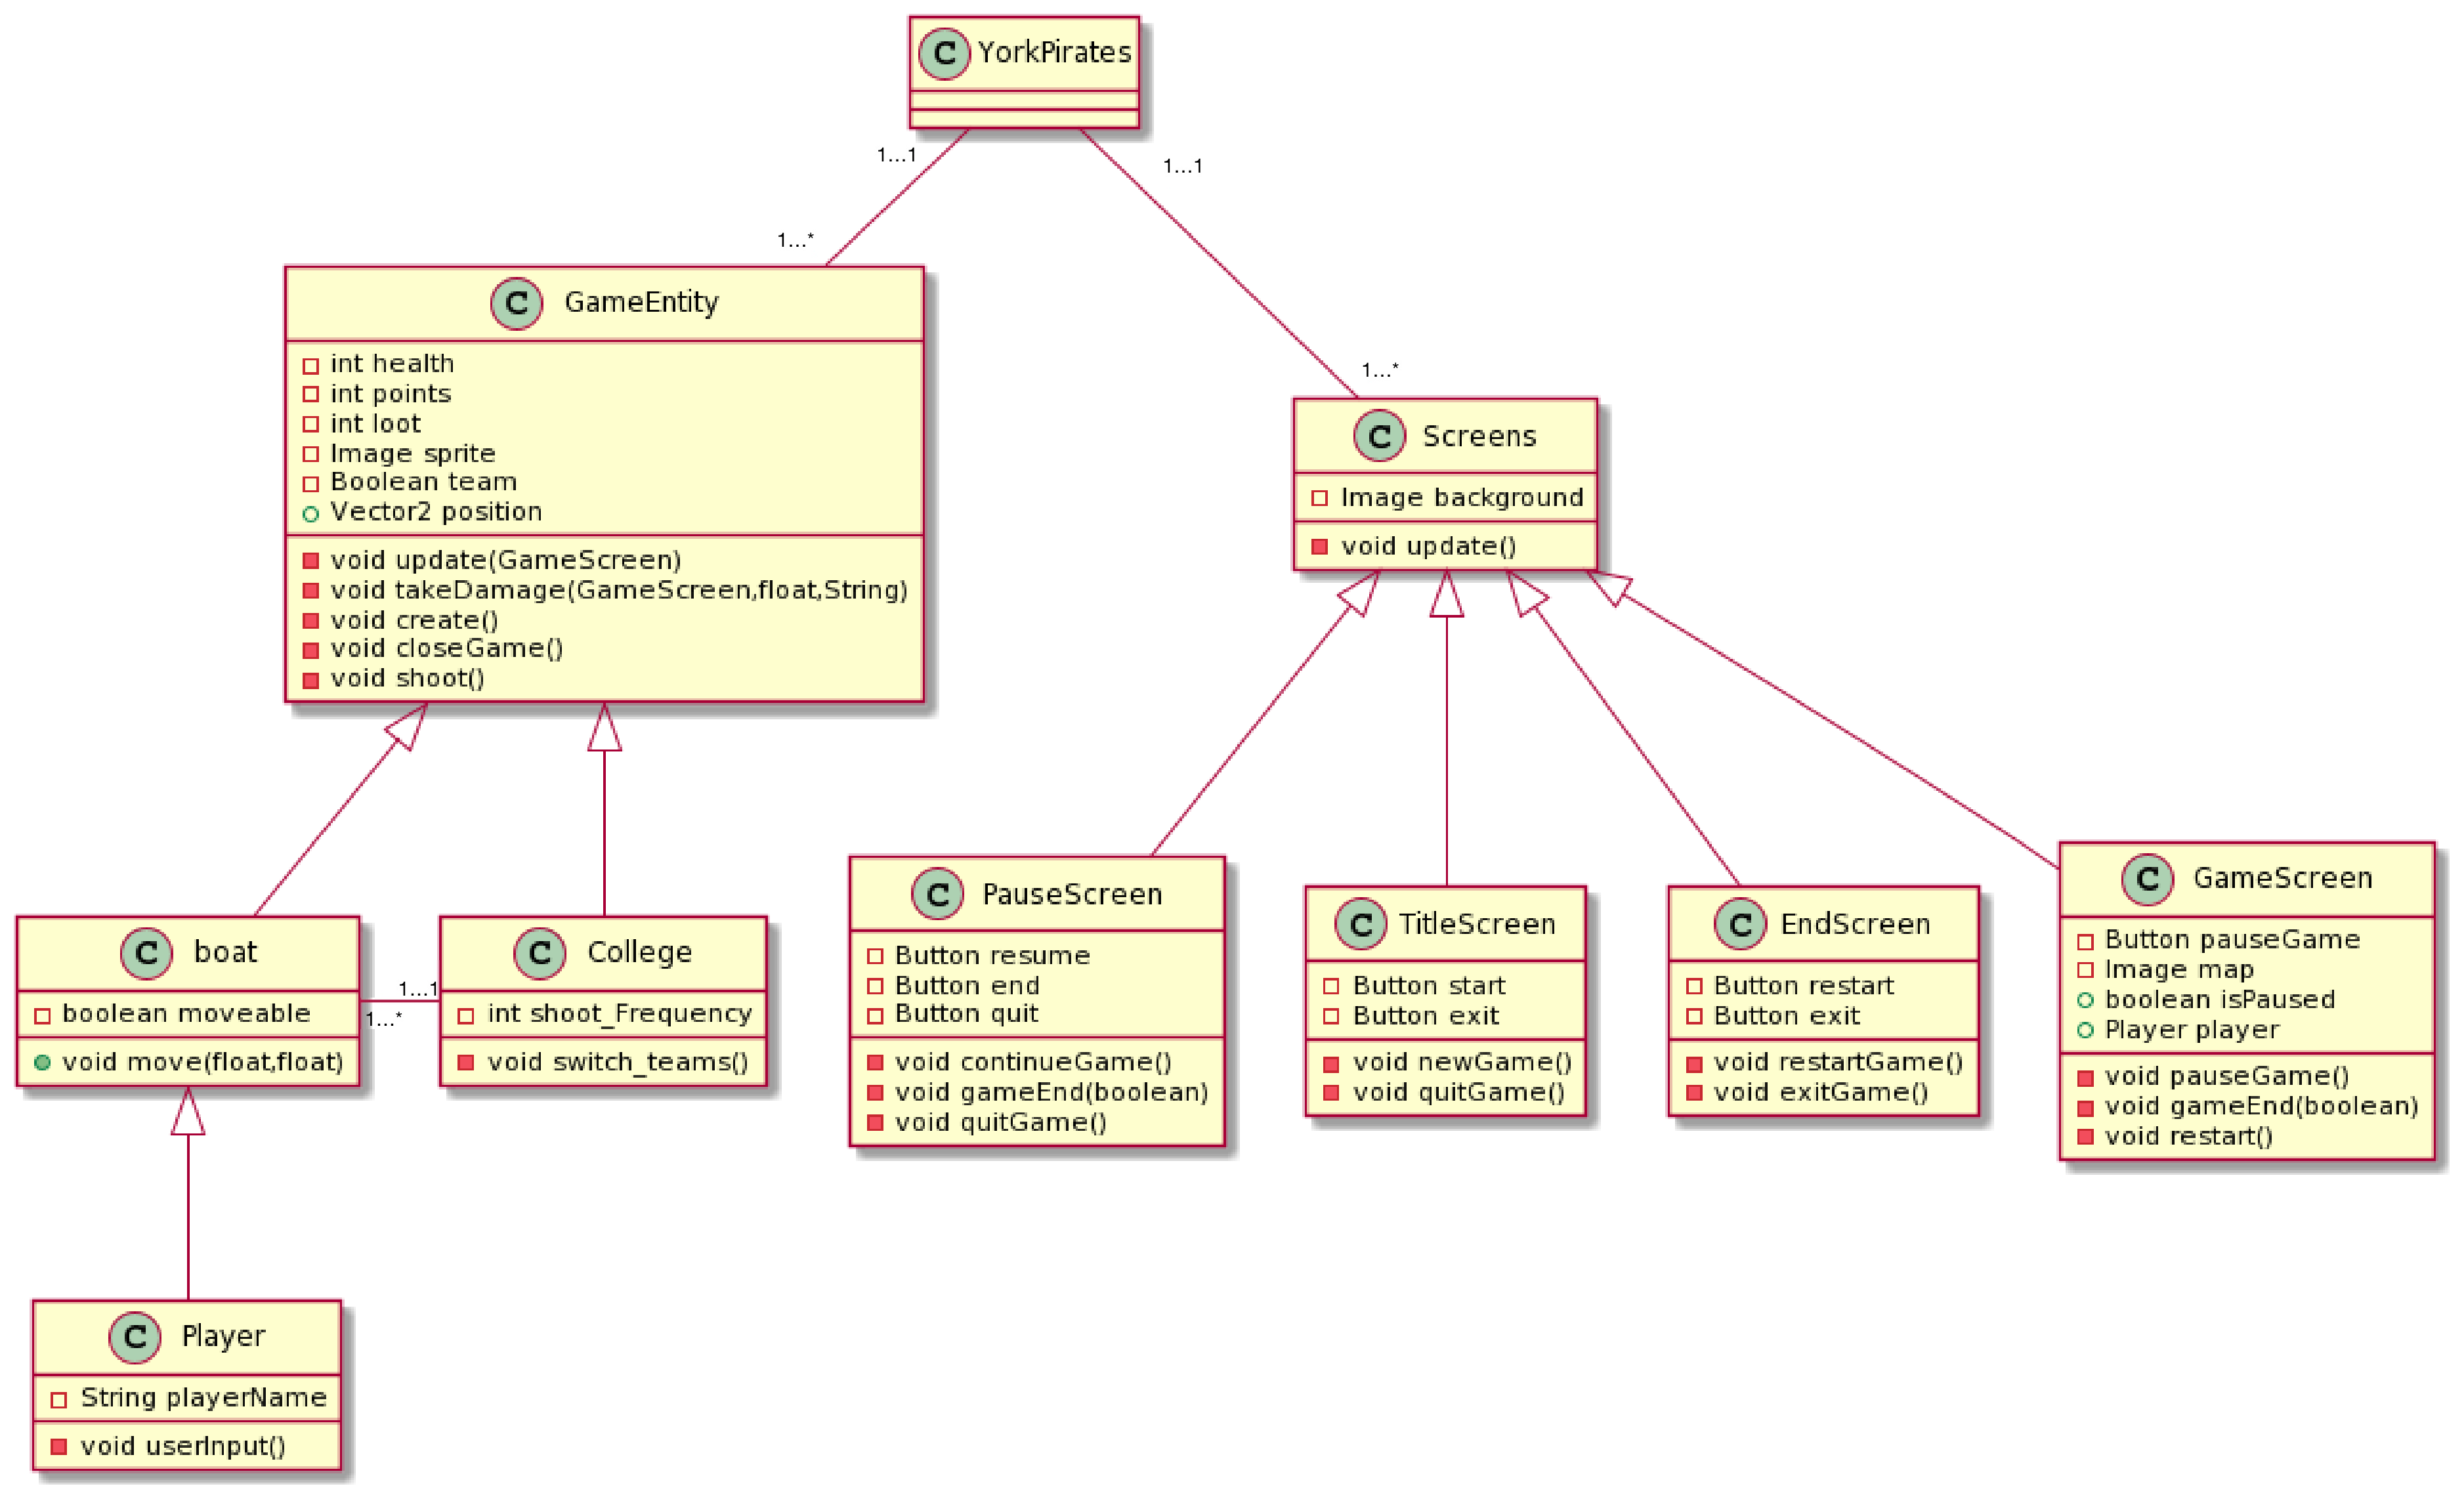 C YorkPirates
1...1
1...1
1...*
1...*
C GameEntity
int health
int points
int loot
Image sprite
Boolean team
Vector2 position
void update(GameScreen)
void takeDamage(GameScreen,float,String)
void create()
void closeGame()
void shoot()
C Screens
Image background
void update()
C boat
boolean moveable
void move(float,float)
1...1
1...*
C College
int shoot_Frequency
void switch_teams()
C PauseScreen
Button resume
Button end
Button quit
void continueGame()
void gameEnd(boolean)
void quitGame()
C TitleScreen
Button start
Button exit
void newGame()
void quitGame()
C EndScreen
Button restart
Button exit
void restartGame()
void exitGame()
C GameScreen
Button pauseGame
Image map
boolean isPaused
Player player
void pauseGame()
void gameEnd(boolean)
void restart()
C Player
String playerName
void userInput()